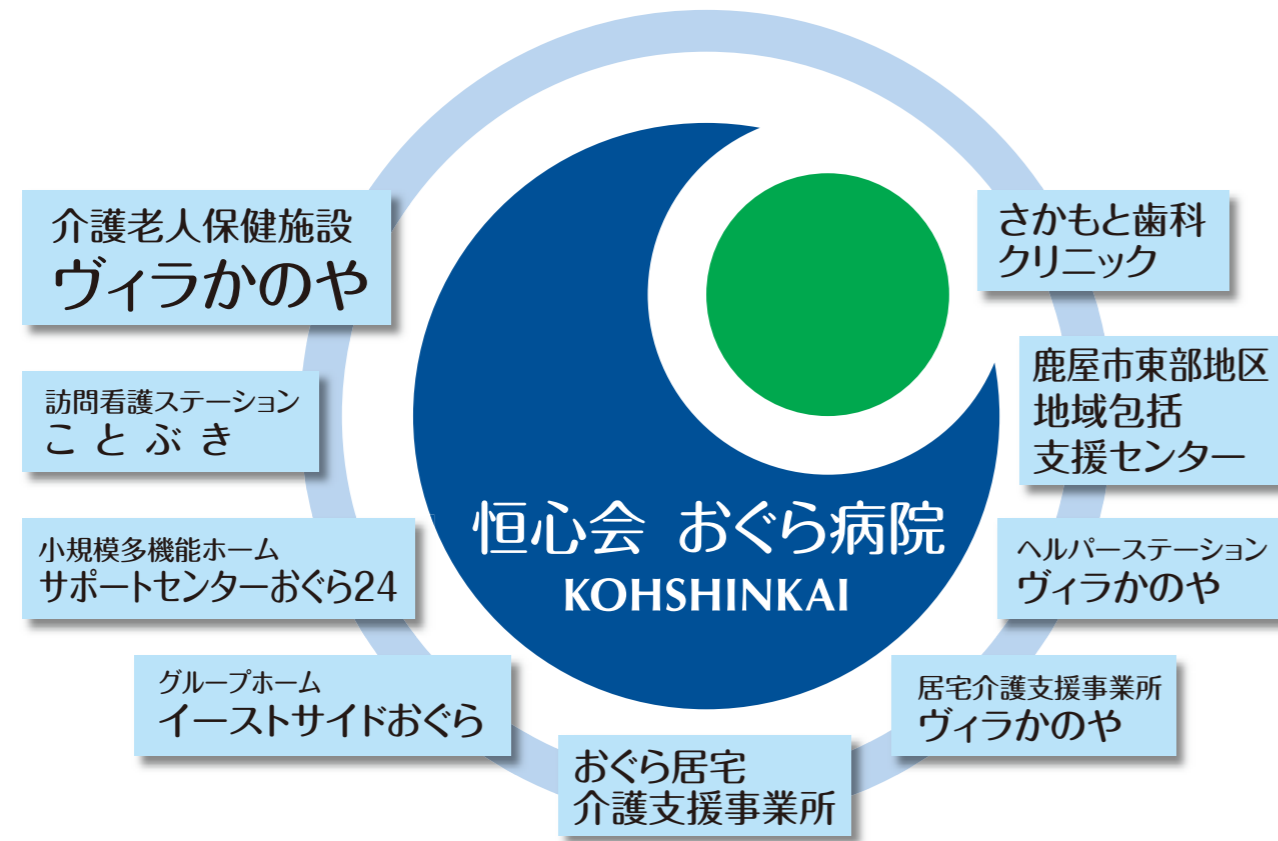 介護老人保健施設
ヴィラかのや
訪問看護ステーション
ことぶき
小規模多機能ホーム
サポートセンターおぐら24
グループホーム
イーストサイドおぐら
おぐら居宅
介護支援事業所
居宅介護支援事業所
ヴィラかのや
ヘルパーステーション
ヴィラかのや
鹿屋市東部地区
地域包括
支援センター
さかもと歯科
クリニック
恒心会 おぐら病院
KOHSHINKAI